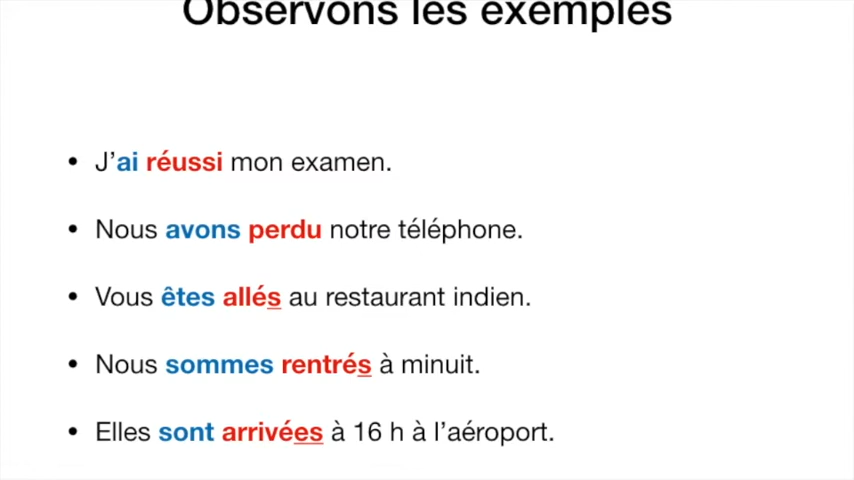 Observons les exemples
• J’ai réussi mon examen.
• Nous avons perdu notre téléphone.
• Vous êtes allés au restaurant indien.
• Nous sommes rentrés à minuit.
• Elles sont arrivées à 16 h à l’aéroport.